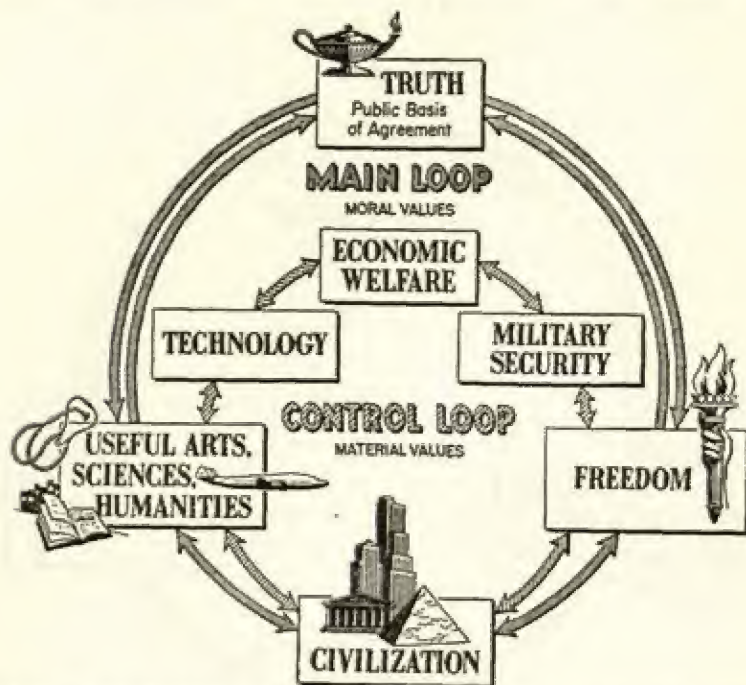 TRUTH
Public Basis
of Agreement
MAIN LOOP
MORAL VALUES
ECONOMIC
WELFARE
TECHNOLOGY
MILITARY
SECURITY
CONTROL LOOP
MATERIAL VALUES
USEFUL ARTS,
SCIENCES,
HUMANITIES
FREEDOM
CIVILIZATION